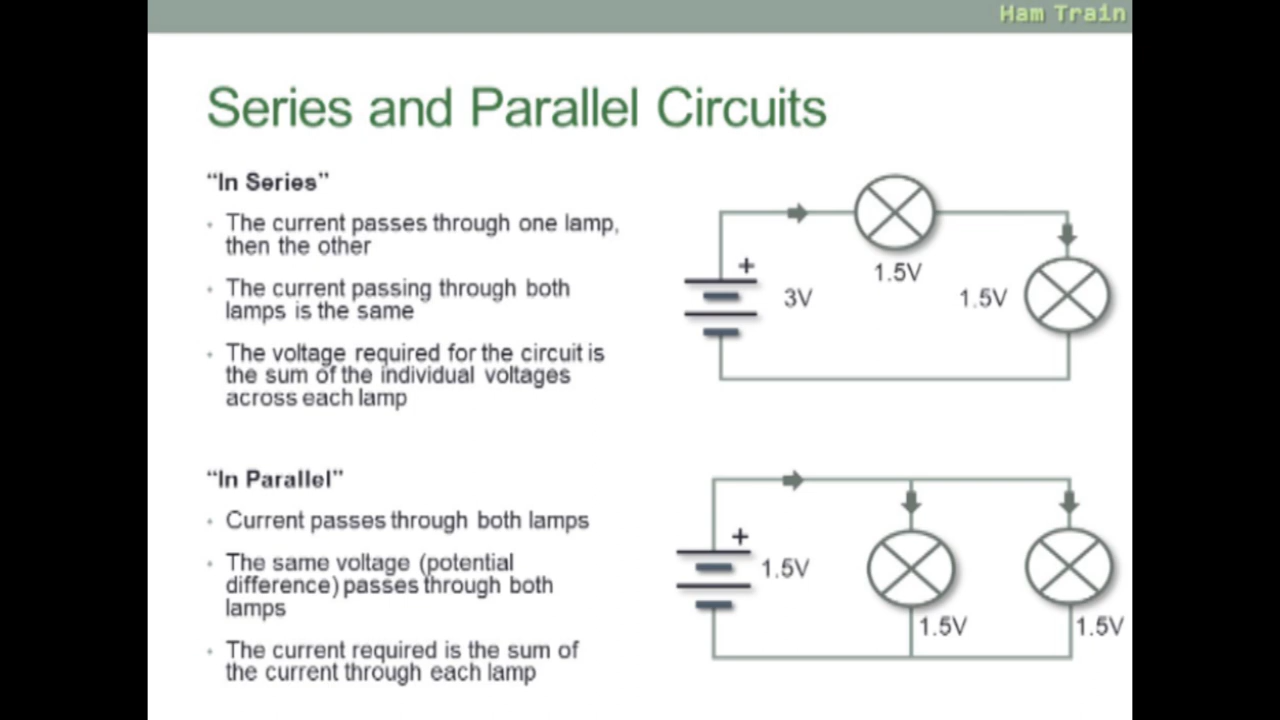 Ham Train
Series and Parallel Circuits
“In Series”
• The current passes through one lamp,
then the other
• The current passing through both
lamps is the same
• The voltage required for the circuit is
the sum of the individual voltages
across each lamp
+
3V
1.5V
1.5V
“In Parallel”
• Current passes through both lamps
• The same voltage (potential
difference) passes through both
lamps
• The current required is the sum of
the current through each lamp
+
1.5V
1.5V
1.5V